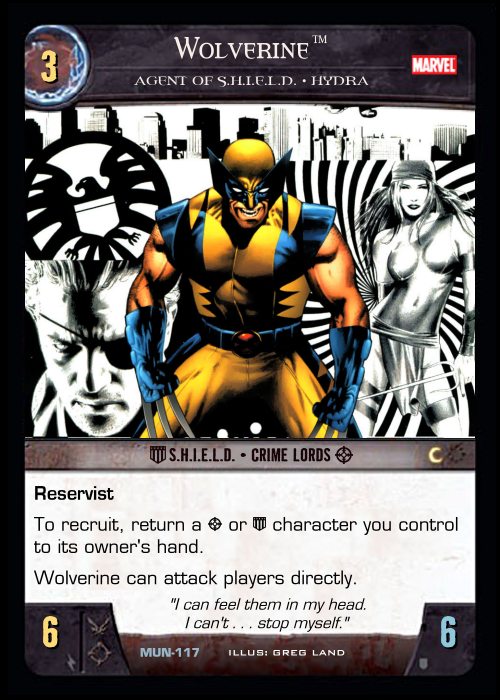 3
WOLVERINE™
AGENT OF S.H.I.E.L.D. • HYDRA
MARVEL
S.H.I.E.L.D. • CRIME LORDS
C
Reservist
To recruit, return a or character you control
to its owner's hand.
Wolverine can attack players directly.
"I can feel them in my head.
I can't . . . stop myself."
6
6
MUN-117 ILLUS: GREG LAND